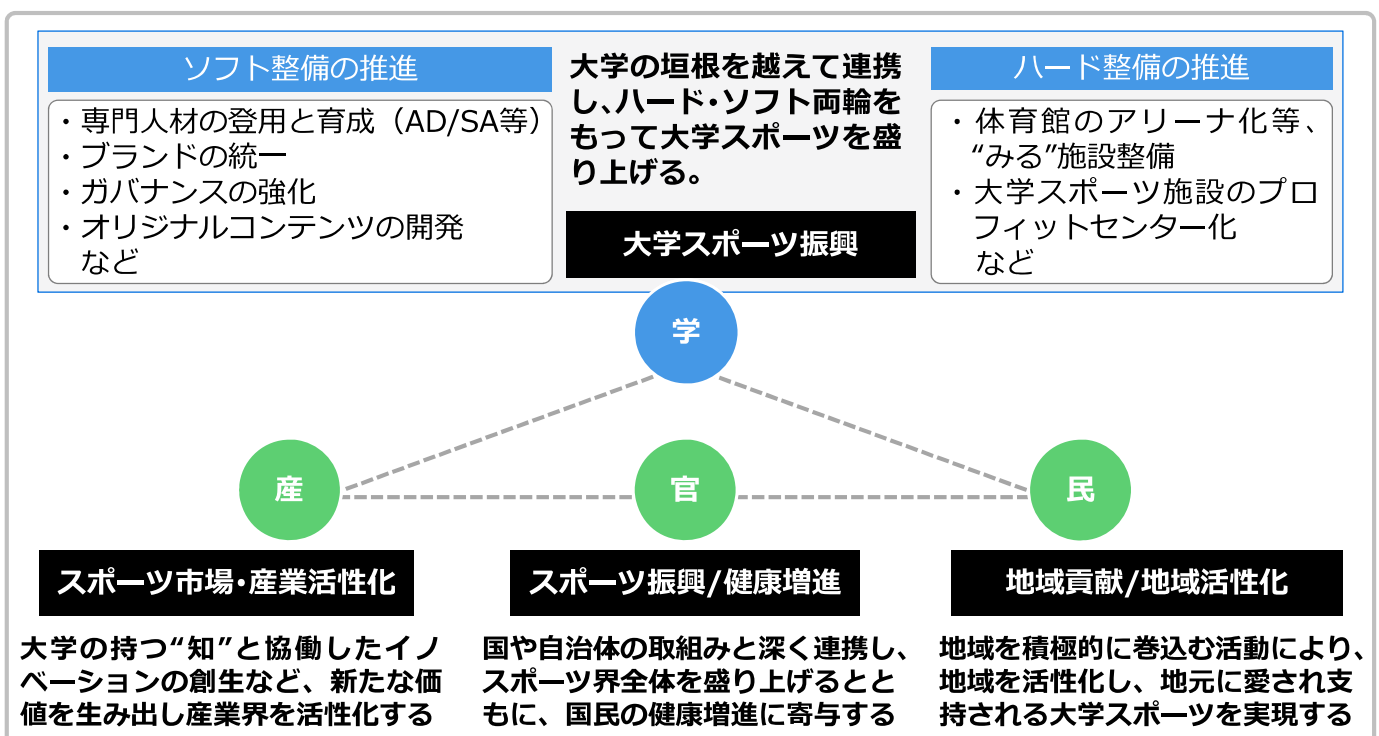 ソフト整備の推進
・専門人材の登用と育成（AD/SA等）
・ブランドの統一
・ガバナンスの強化
・オリジナルコンテンツの開発
など
大学の垣根を越えて連携
し、ハード・ソフト両輪を
もって大学スポーツを盛
り上げる。
大学スポーツ振興
ハード整備の推進
・体育館のアリーナ化等、
“みる”施設整備
・大学スポーツ施設のプロ
フィットセンター化
など
学
産
官
民
スポーツ市場・産業活性化
大学の持つ“知”と協働したイノ
ベーションの創生など、新たな価
値を生み出し産業界を活性化する
スポーツ振興/健康増進
国や自治体の取組みと深く連携し、
スポーツ界全体を盛り上げるとと
もに、国民の健康増進に寄与する
地域貢献/地域活性化
地域を積極的に巻込む活動により、
地域を活性化し、地元に愛され支
持される大学スポーツを実現する